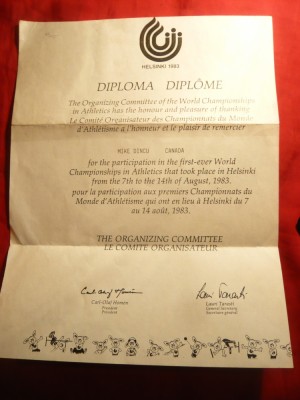 HELSINKI 1983
DIPLOMA DIPLÔME
The Organizing Committee of the World Championships
in Athletics has the honour and pleasure of thanking
Le Comité Organisateur des Championnats du Monde
d'Athlétisme a l'honneur et le plaisir de remercier
MIKE DINCU CANADA
for the participation in the first-ever World
Championships in Athletics that took place in Helsinki
from the 7th to the 14th of August, 1983.
pour la participation aux premiers Championnats du
Monde d'Athlétisme qui ont eu lieu à Helsinki du 7
au 14 août, 1983.
THE ORGANIZING COMMITTEE
LE COMITÉ ORGANISATEUR
Carl-Olaf Homén
President
Président
Lauri Tarasti
General Secretary
Secrétaire général